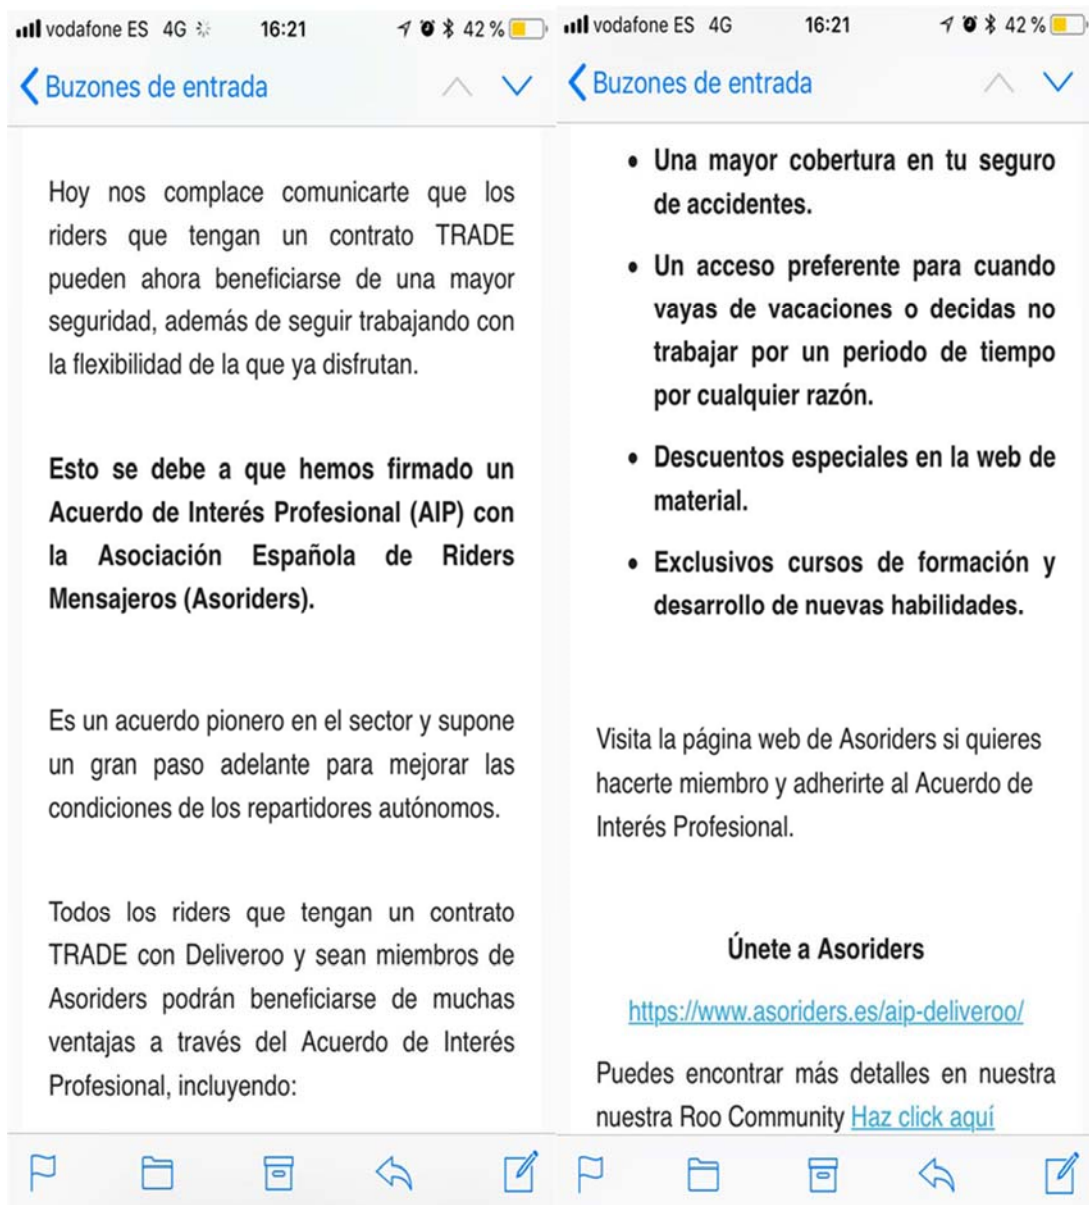 vodafone ES 4G 16:21 42 %
Buzones de entrada
Hoy nos complace comunicarte que los
riders que tengan un contrato TRADE
pueden ahora beneficiarse de una mayor
seguridad, además de seguir trabajando con
la flexibilidad de la que ya disfrutan.
Esto se debe a que hemos firmado un
Acuerdo de Interés Profesional (AIP) con
la Asociación Española de Riders
Mensajeros (Asoriders).
Es un acuerdo pionero en el sector y supone
un gran paso adelante para mejorar las
condiciones de los repartidores autónomos.
Todos los riders que tengan un contrato
TRADE con Deliveroo y sean miembros de
Asoriders podrán beneficiarse de muchas
ventajas a través del Acuerdo de Interés
Profesional, incluyendo:
vodafone ES 4G 16:21 42 %
Buzones de entrada
• Una mayor cobertura en tu seguro
de accidentes.
• Un acceso preferente para cuando
vayas de vacaciones o decidas no
trabajar por un periodo de tiempo
por cualquier razón.
• Descuentos especiales en la web de
material.
• Exclusivos cursos de formación y
desarrollo de nuevas habilidades.
Visita la página web de Asoriders si quieres
hacerte miembro y adherirte al Acuerdo de
Interés Profesional.
Únete a Asoriders
https://www.asoriders.es/aip-deliveroo/
Puedes encontrar más detalles en nuestra
nuestra Roo Community Haz click aquí